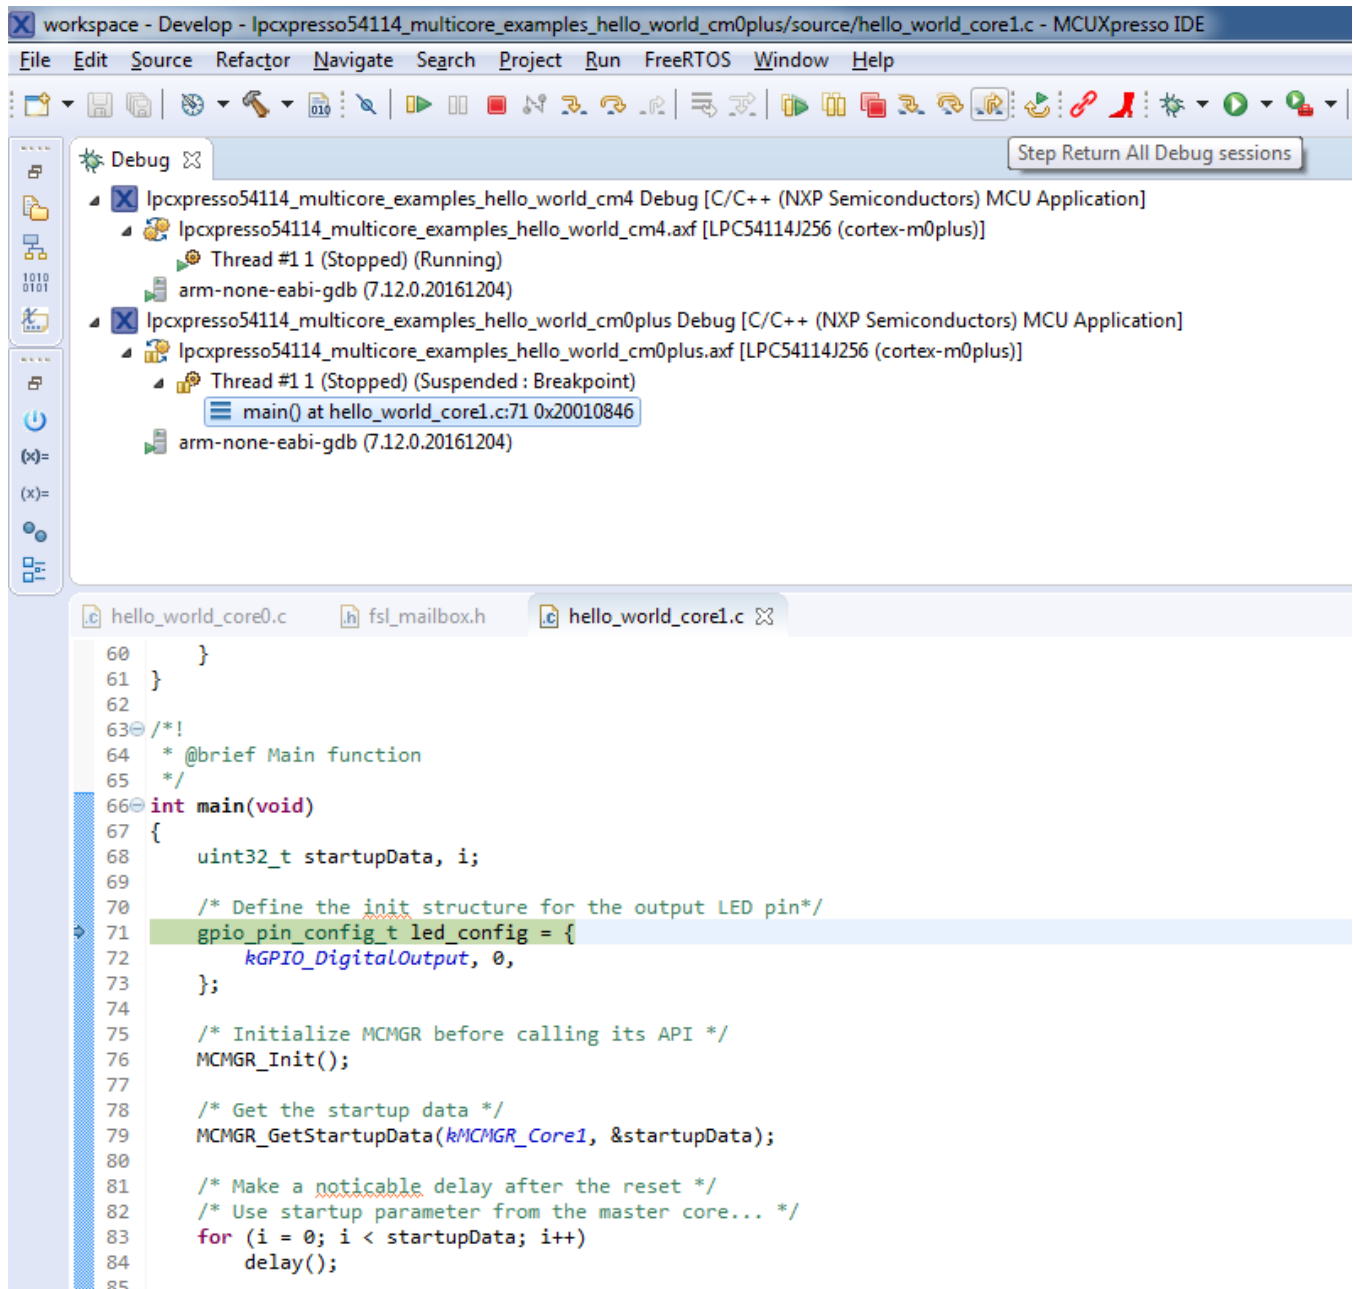 workspace - Develop - lpcxpresso54114_multicore_examples_hello_world_cm0plus/source/hello_world_core1.c - MCUXpresso IDE
File Edit Source Refactor Navigate Search Project Run FreeRTOS Window Help
010
Step Return All Debug sessions
Debug
lpcxpresso54114_multicore_examples_hello_world_cm4 Debug [C/C++ (NXP Semiconductors) MCU Application]
lpcxpresso54114_multicore_examples_hello_world_cm4.axf [LPC54114J256 (cortex-m0plus)]
Thread #1 1 (Stopped) (Running)
arm-none-eabi-gdb (7.12.0.20161204)
lpcxpresso54114_multicore_examples_hello_world_cm0plus Debug [C/C++ (NXP Semiconductors) MCU Application]
lpcxpresso54114_multicore_examples_hello_world_cm0plus.axf [LPC54114J256 (cortex-m0plus)]
Thread #1 1 (Stopped) (Suspended : Breakpoint)
main() at hello_world_core1.c:71 0x20010846
arm-none-eabi-gdb (7.12.0.20161204)
1010
0101
(x)=
(x)=
hello_world_core0.c fsl_mailbox.h hello_world_core1.c
60 }
61 }
62
63 /*!
64 * @brief Main function
65 */
66 int main(void)
67 {
68 uint32_t startupData, i;
69
70 /* Define the init structure for the output LED pin*/
71 gpio_pin_config_t led_config = {
72 kGPIO_DigitalOutput, 0,
73 };
74
75 /* Initialize MCMGR before calling its API */
76 MCMGR_Init();
77
78 /* Get the startup data */
79 MCMGR_GetStartupData(kMCMGR_Core1, &startupData);
80
81 /* Make a noticable delay after the reset */
82 /* Use startup parameter from the master core... */
83 for (i = 0; i < startupData; i++)
84 delay();
85